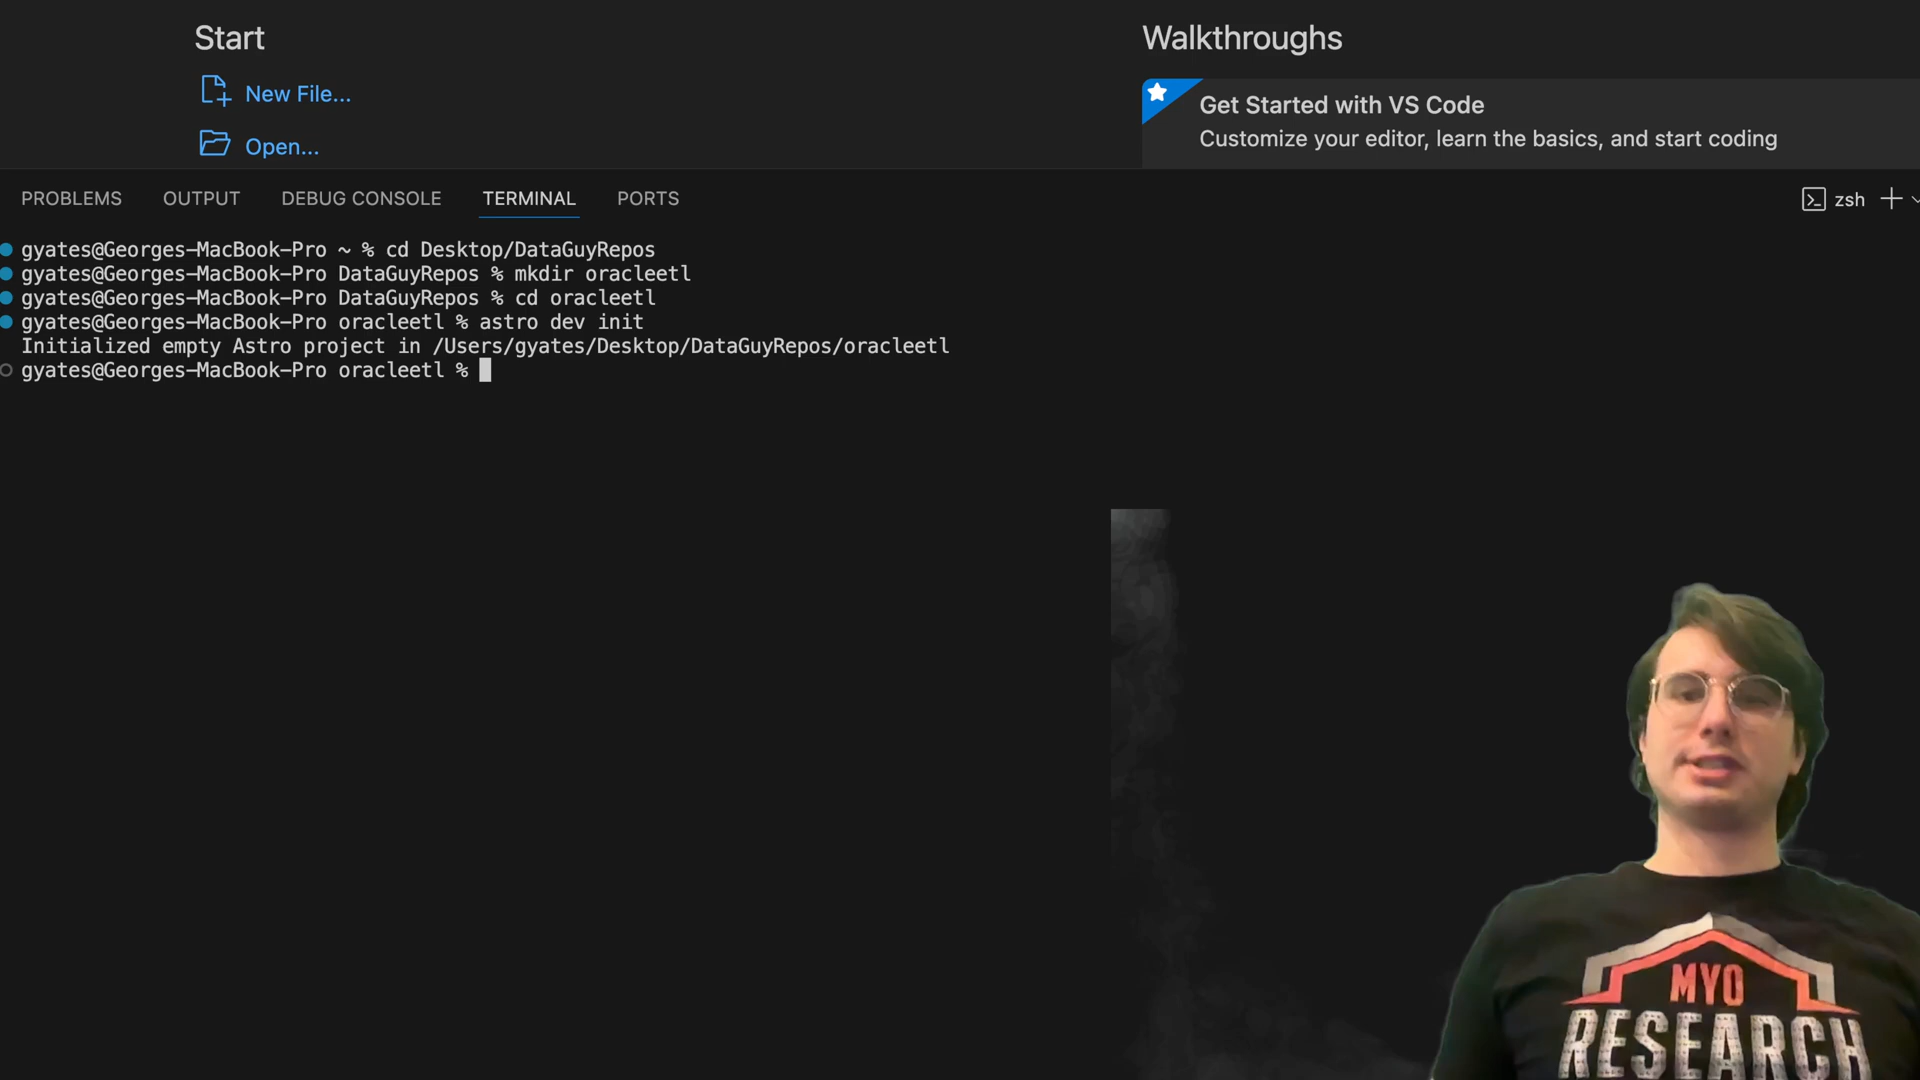 Start
New File...
Open...
Walkthroughs
Get Started with VS Code
Customize your editor, learn the basics, and start coding
PROBLEMS OUTPUT DEBUG CONSOLE TERMINAL PORTS
zsh
gyates@Georges-MacBook-Pro ~ % cd Desktop/DataGuyRepos
gyates@Georges-MacBook-Pro DataGuyRepos % mkdir oracleetl
gyates@Georges-MacBook-Pro DataGuyRepos % cd oracleetl
gyates@Georges-MacBook-Pro oracleetl % astro dev init
Initialized empty Astro project in /Users/gyates/Desktop/DataGuyRepos/oracleetl
gyates@Georges-MacBook-Pro oracleetl %
MYO
RESEARCH